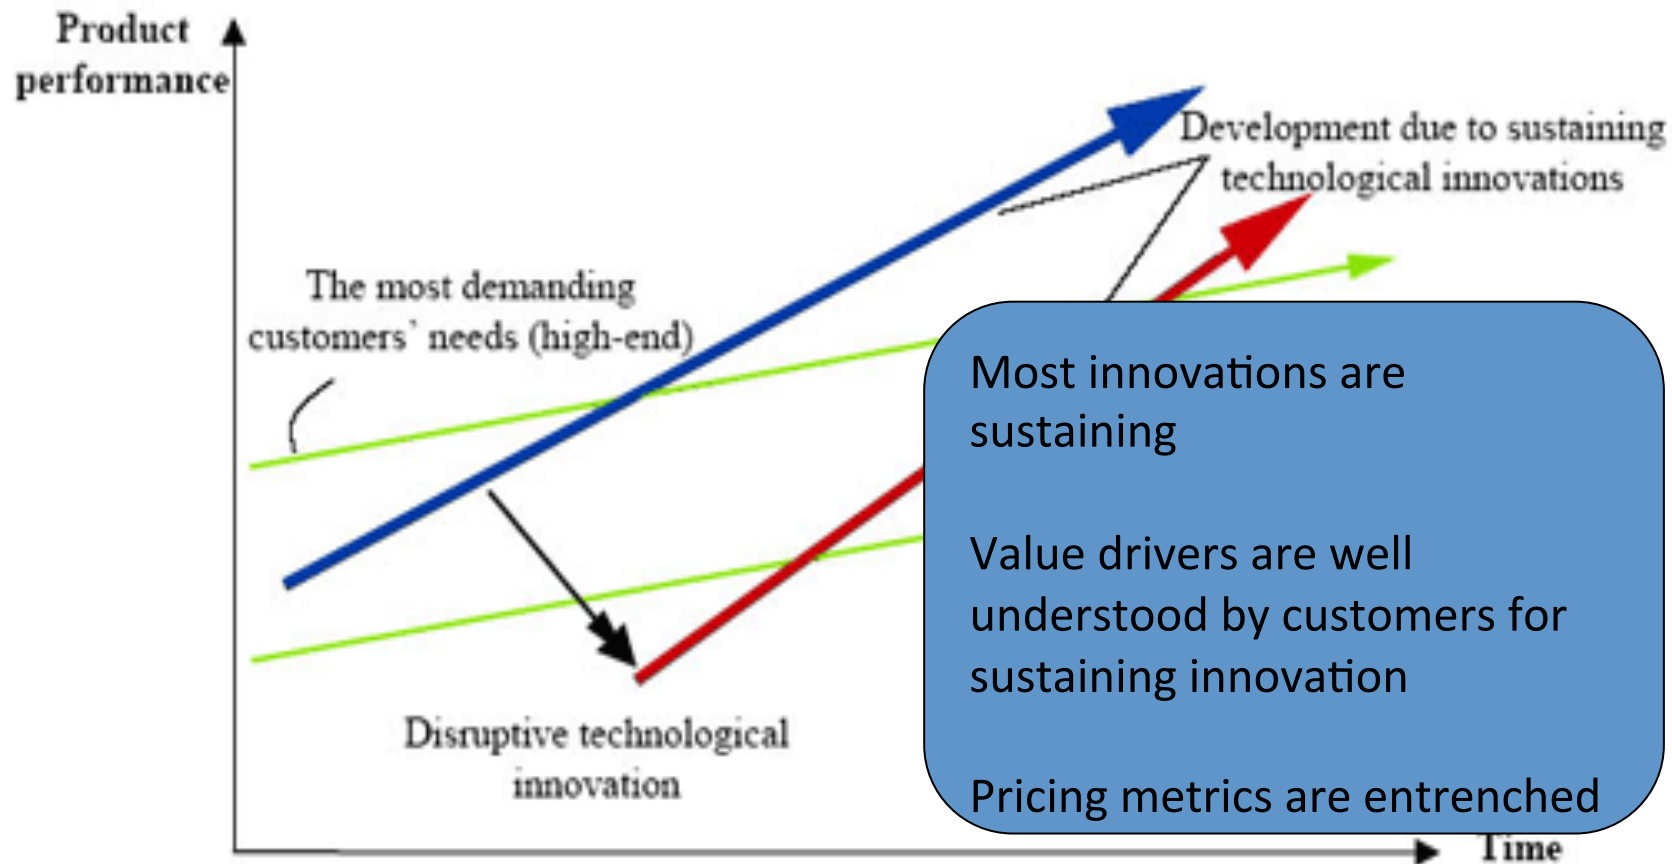 Product
performance
Development due to sustaining
technological innovations
The most demanding
customers' needs (high-end)
Most innovations are
sustaining
Value drivers are well
understood by customers for
sustaining innovation
Pricing metrics are entrenched
Disruptive technological
innovation
Time